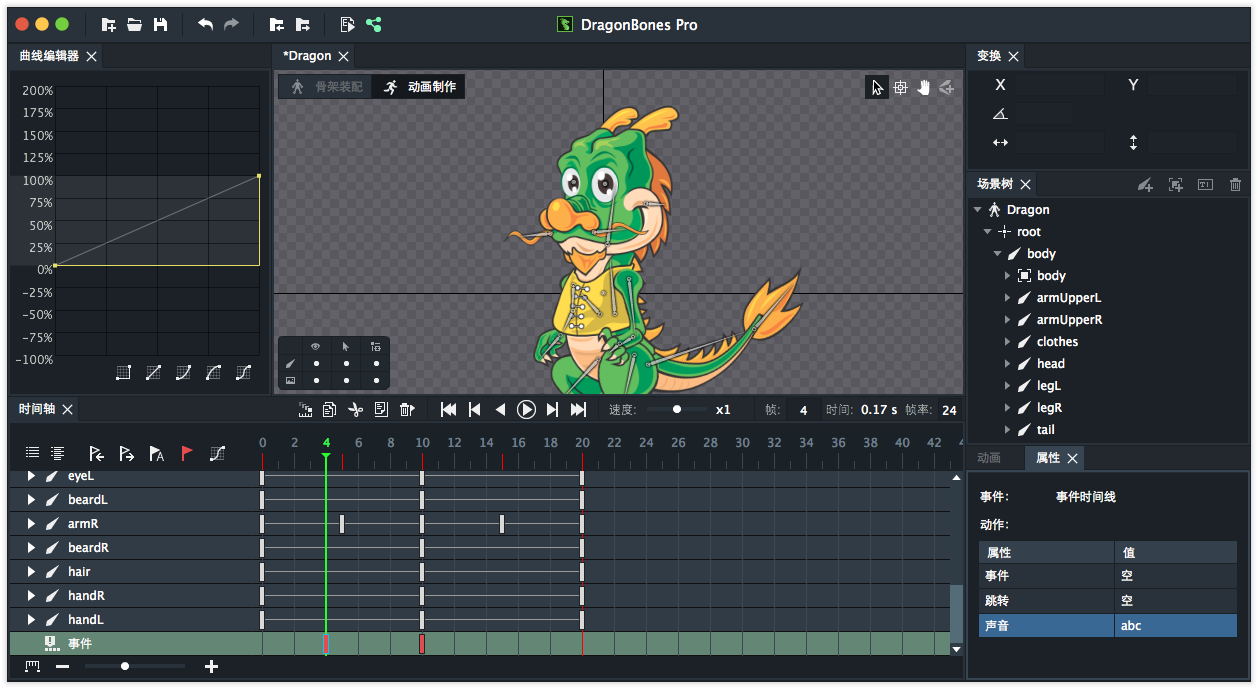 DragonBones Pro
曲线编辑器
*Dragon
变换
骨架装配 动画制作
X Y
200%
175%
150%
125%
100%
75%
50%
25%
0%
-25%
-50%
-75%
-100%
场景树
Dragon
root
body
body
armUpperL
armUpperR
clothes
head
legL
legR
tail
时间轴
速度: x1 帧: 4 时间: 0.17 s 帧率: 24
0 2 4 6 8 10 12 14 16 18 20 22 24 26 28 30 32 34 36 38 40 42 4
eyeL
beardL
armR
beardR
hair
handR
handL
事件
动画 属性
事件: 事件时间线
动作:
属性 值
事件 空
跳转 空
声音 abc